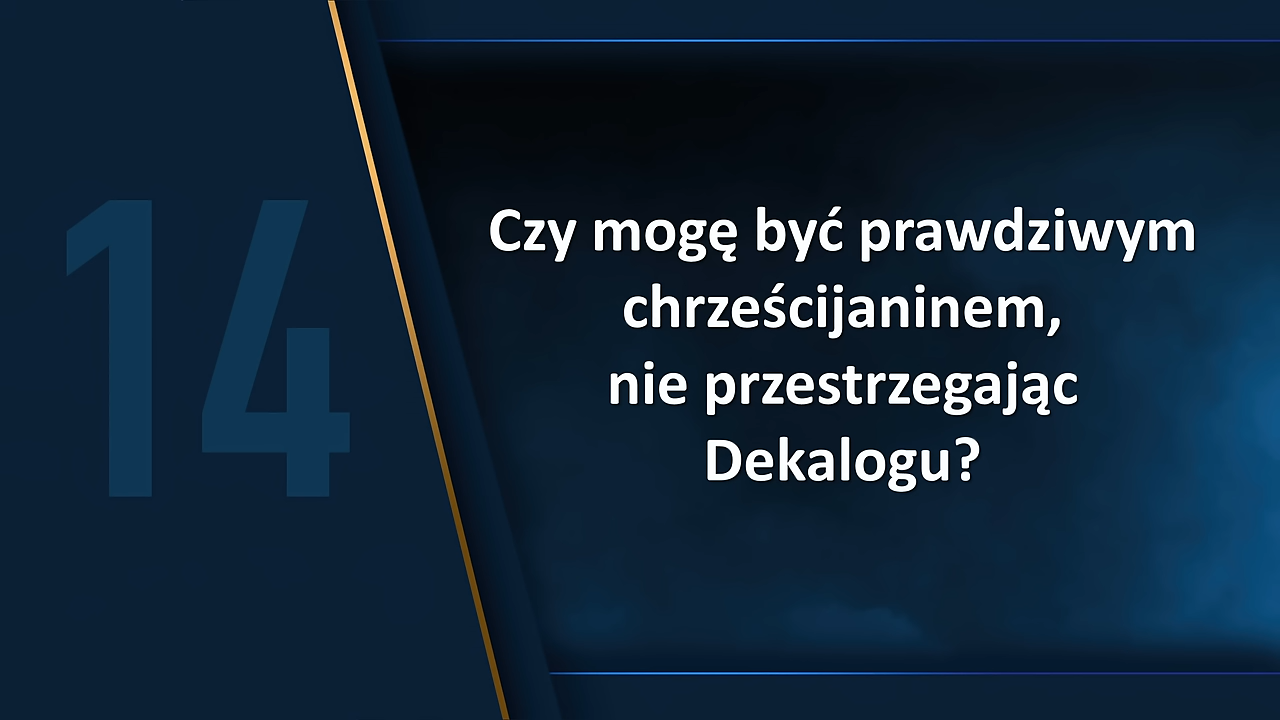 14
Czy mogę być prawdziwym
chrześcijaninem,
nie przestrzegając
Dekalogu?